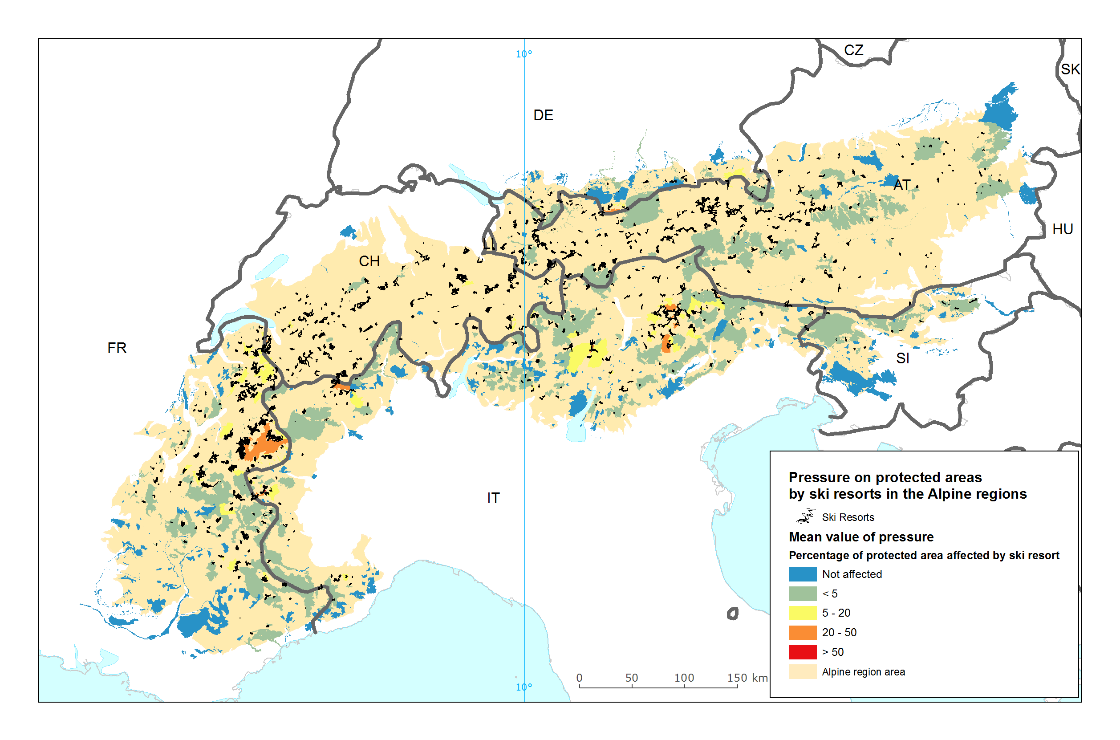 10°
CZ
SK
DE
AT
HU
LI
CH
FR
SI
IT
Pressure on protected areas
by ski resorts in the Alpine regions
Ski Resorts
Mean value of pressure
Percentage of protected area affected by ski resort
Not affected
< 5
5 - 20
20 - 50
> 50
Alpine region area
0 50 100 150 km
10°